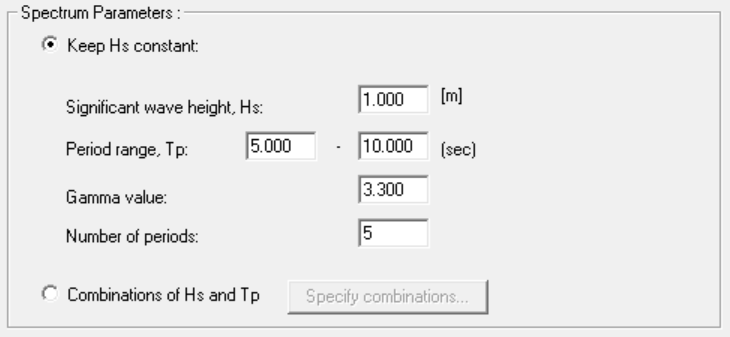 Spectrum Parameters :
Keep Hs constant:
Significant wave height, Hs: 1.000 [m]
Period range, Tp: 5.000 - 10.000 (sec)
Gamma value: 3.300
Number of periods: 5
Combinations of Hs and Tp Specify combinations...